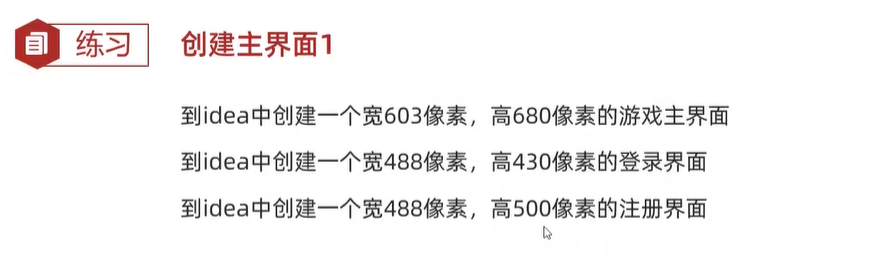 练习
创建主界面1
到idea中创建一个宽603像素，高680像素的游戏主界面
到idea中创建一个宽488像素，高430像素的登录界面
到idea中创建一个宽488像素，高500像素的注册界面